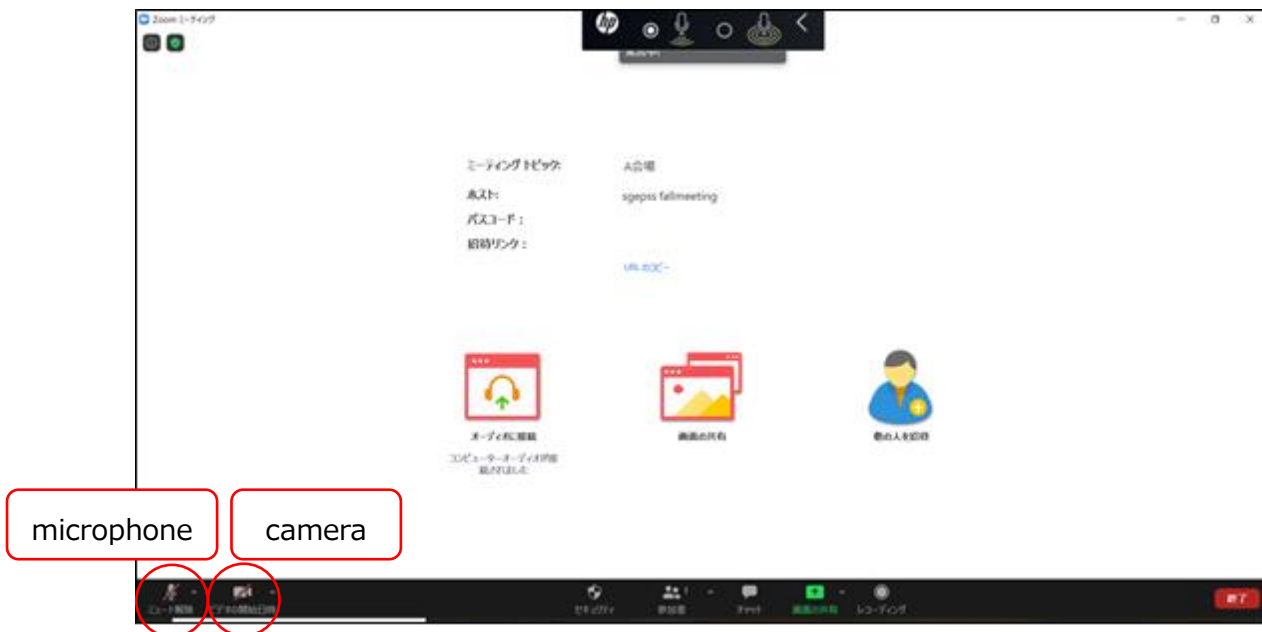 Zoom ミーティング
hp
ミーティング トピック: A会場
ホスト: sgepss fallmeeting
パスコード :
招待リンク :
URLのコピー
オーディオに接続 画面の共有 他の人を招待
コンピューターオーディオが接
続されました
microphone camera
ミュート解除 ビデオの開始日時 セキュリティ 参加者 1 チャット 画面の共有 レコーディング 終了